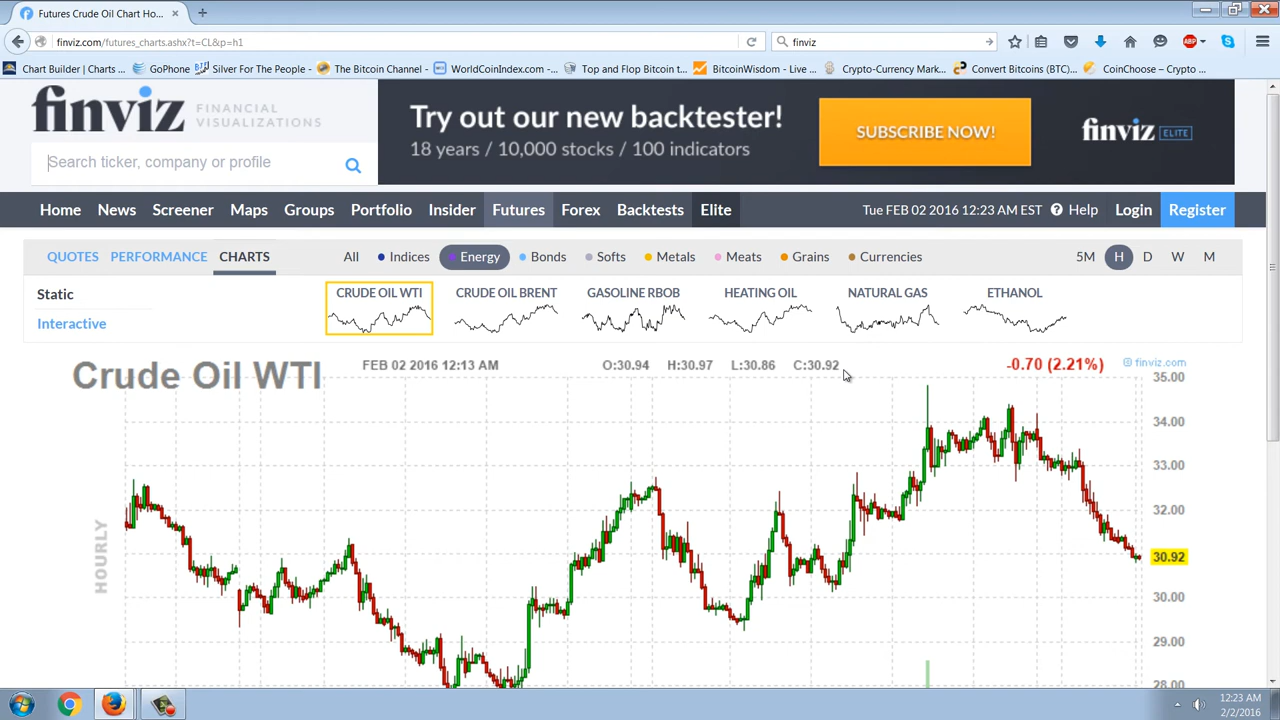 Futures Crude Oil Chart Ho...
finviz.com/futures_charts.ashx?t=CL&p=h1
finviz
ABP
Chart Builder | Charts ...
GoPhone
Silver For The People -
The Bitcoin Channel -
WorldCoinIndex.com -...
Top and Flop Bitcoin t...
BitcoinWisdom - Live ...
Crypto-Currency Mark...
Convert Bitcoins (BTC)...
CoinChoose – Crypto ...
finviz
FINANCIAL
VISUALIZATIONS
Search ticker, company or profile
Try out our new backtester!
18 years / 10,000 stocks / 100 indicators
SUBSCRIBE NOW!
finviz ELITE
Home News Screener Maps Groups Portfolio Insider Futures Forex Backtests Elite
Tue FEB 02 2016 12:23 AM EST
? Help
Login
Register
QUOTES PERFORMANCE CHARTS
All Indices Energy Bonds Softs Metals Meats Grains Currencies
5M H D W M
Static
Interactive
CRUDE OIL WTI
CRUDE OIL BRENT
GASOLINE RBOB
HEATING OIL
NATURAL GAS
ETHANOL
Crude Oil WTI
FEB 02 2016 12:13 AM
O:30.94 H:30.97 L:30.86 C:30.92
-0.70 (2.21%)
finviz.com
35.00
34.00
33.00
32.00
30.92
30.00
29.00
28.00
HOURLY
12:23 AM
2/2/2016